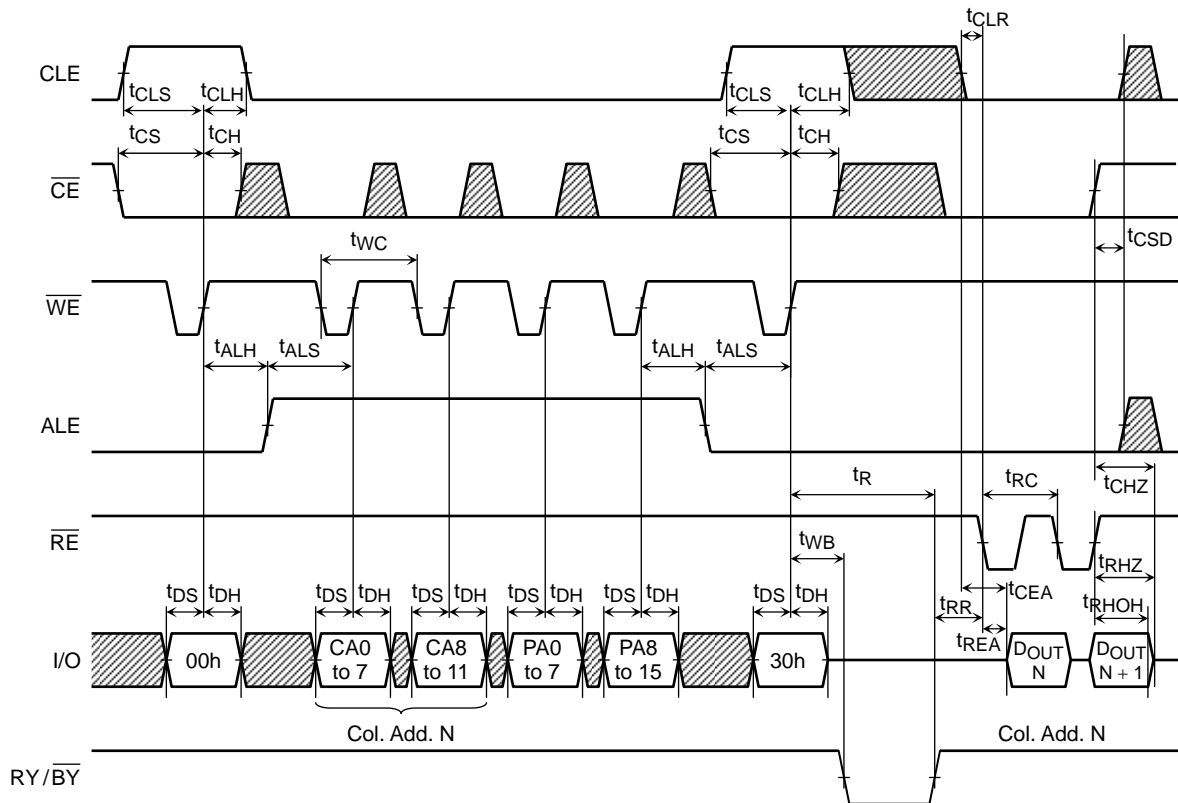 tCLR
CLE
tCLS
tCLH
tCLS
tCLH
tCS
tCH
tCS
tCH
CE
tWC
tCSD
WE
tALH
tALS
tALH
tALS
ALE
tR
tRC
tCHZ
RE
tWB
tDS
tDH
tDS
tDH
tDS
tDH
tDS
tDH
tDS
tDH
tDS
tDH
tRR
tCEA
tRHZ
tRHOH
tREA
I/O
00h
CA0
to 7
CA8
to 11
PA0
to 7
PA8
to 15
30h
DOUT
N
DOUT
N + 1
Col. Add. N
Col. Add. N
RY/BY